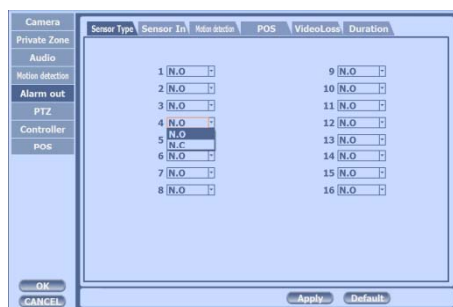 Camera
Private Zone
Audio
Motion detection
Alarm out
PTZ
Controller
POS
Sensor Type Sensor In Motion detection POS VideoLoss Duration
1 N.O 9 N.O
2 N.O 10 N.O
3 N.O 11 N.O
4 N.O 12 N.O
N.O
5 N.C 13 N.O
6 N.O 14 N.O
7 N.O 15 N.O
8 N.O 16 N.O
OK
CANCEL
Apply Default